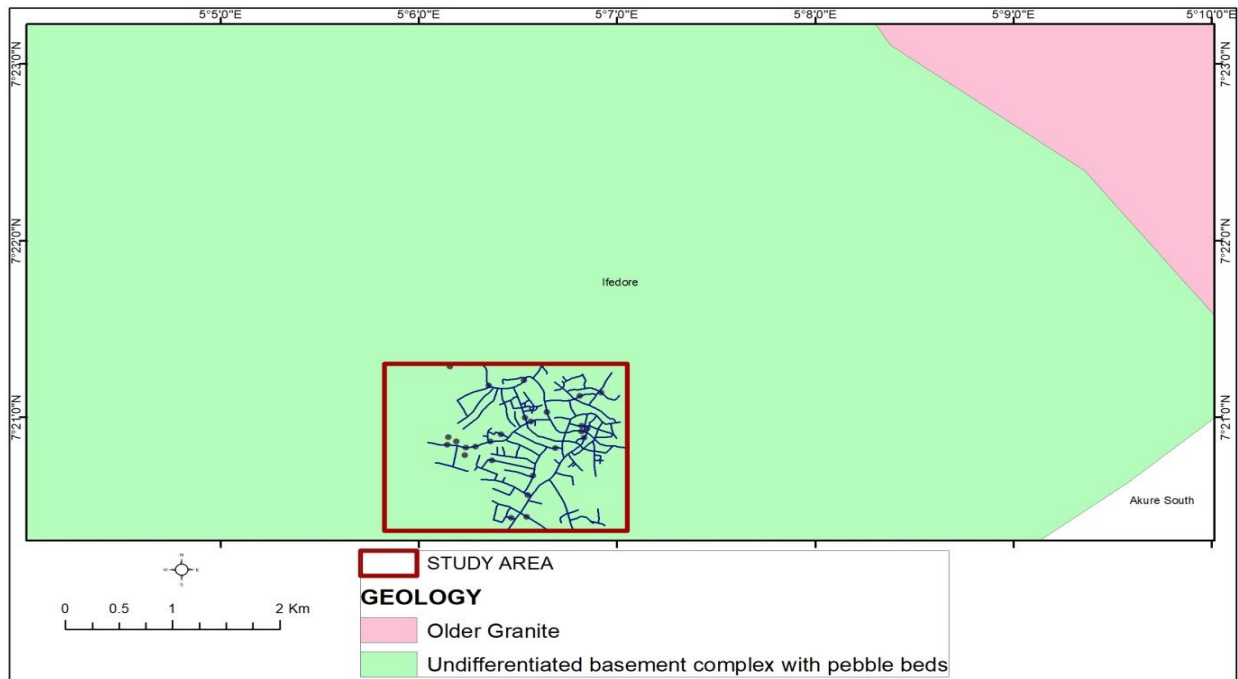 5°5'0"E 5°6'0"E 5°7'0"E 5°8'0"E 5°9'0"E 5°10'0"E
7°23'0"N 7°23'0"N
7°22'0"N 7°22'0"N
Ifedore
7°21'0"N 7°21'0"N
Akure South
N
W E
S
STUDY AREA
0 0.5 1 2 Km
GEOLOGY
Older Granite
Undifferentiated basement complex with pebble beds